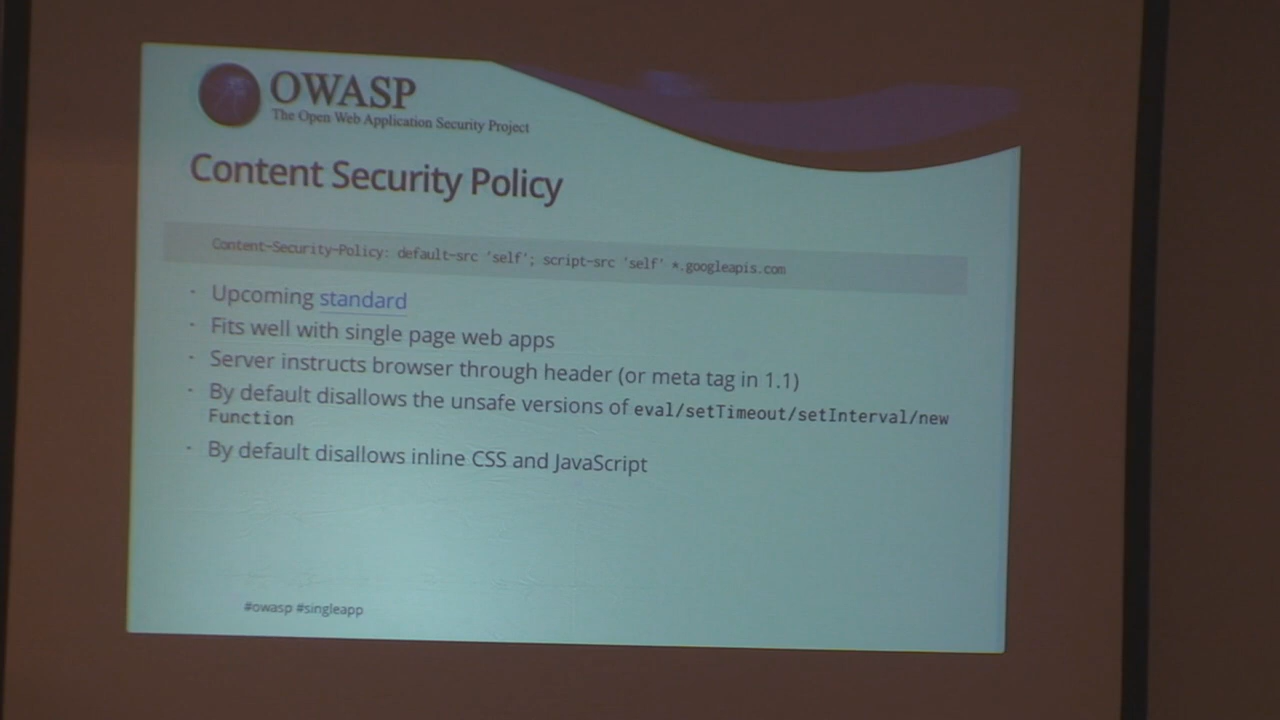 OWASP
The Open Web Application Security Project
Content Security Policy
Content-Security-Policy: default-src 'self'; script-src 'self' *.googleapis.com
· Upcoming standard
· Fits well with single page web apps
· Server instructs browser through header (or meta tag in 1.1)
· By default disallows the unsafe versions of eval/setTimeout/setInterval/new
Function
· By default disallows inline CSS and JavaScript
#owasp #singleapp